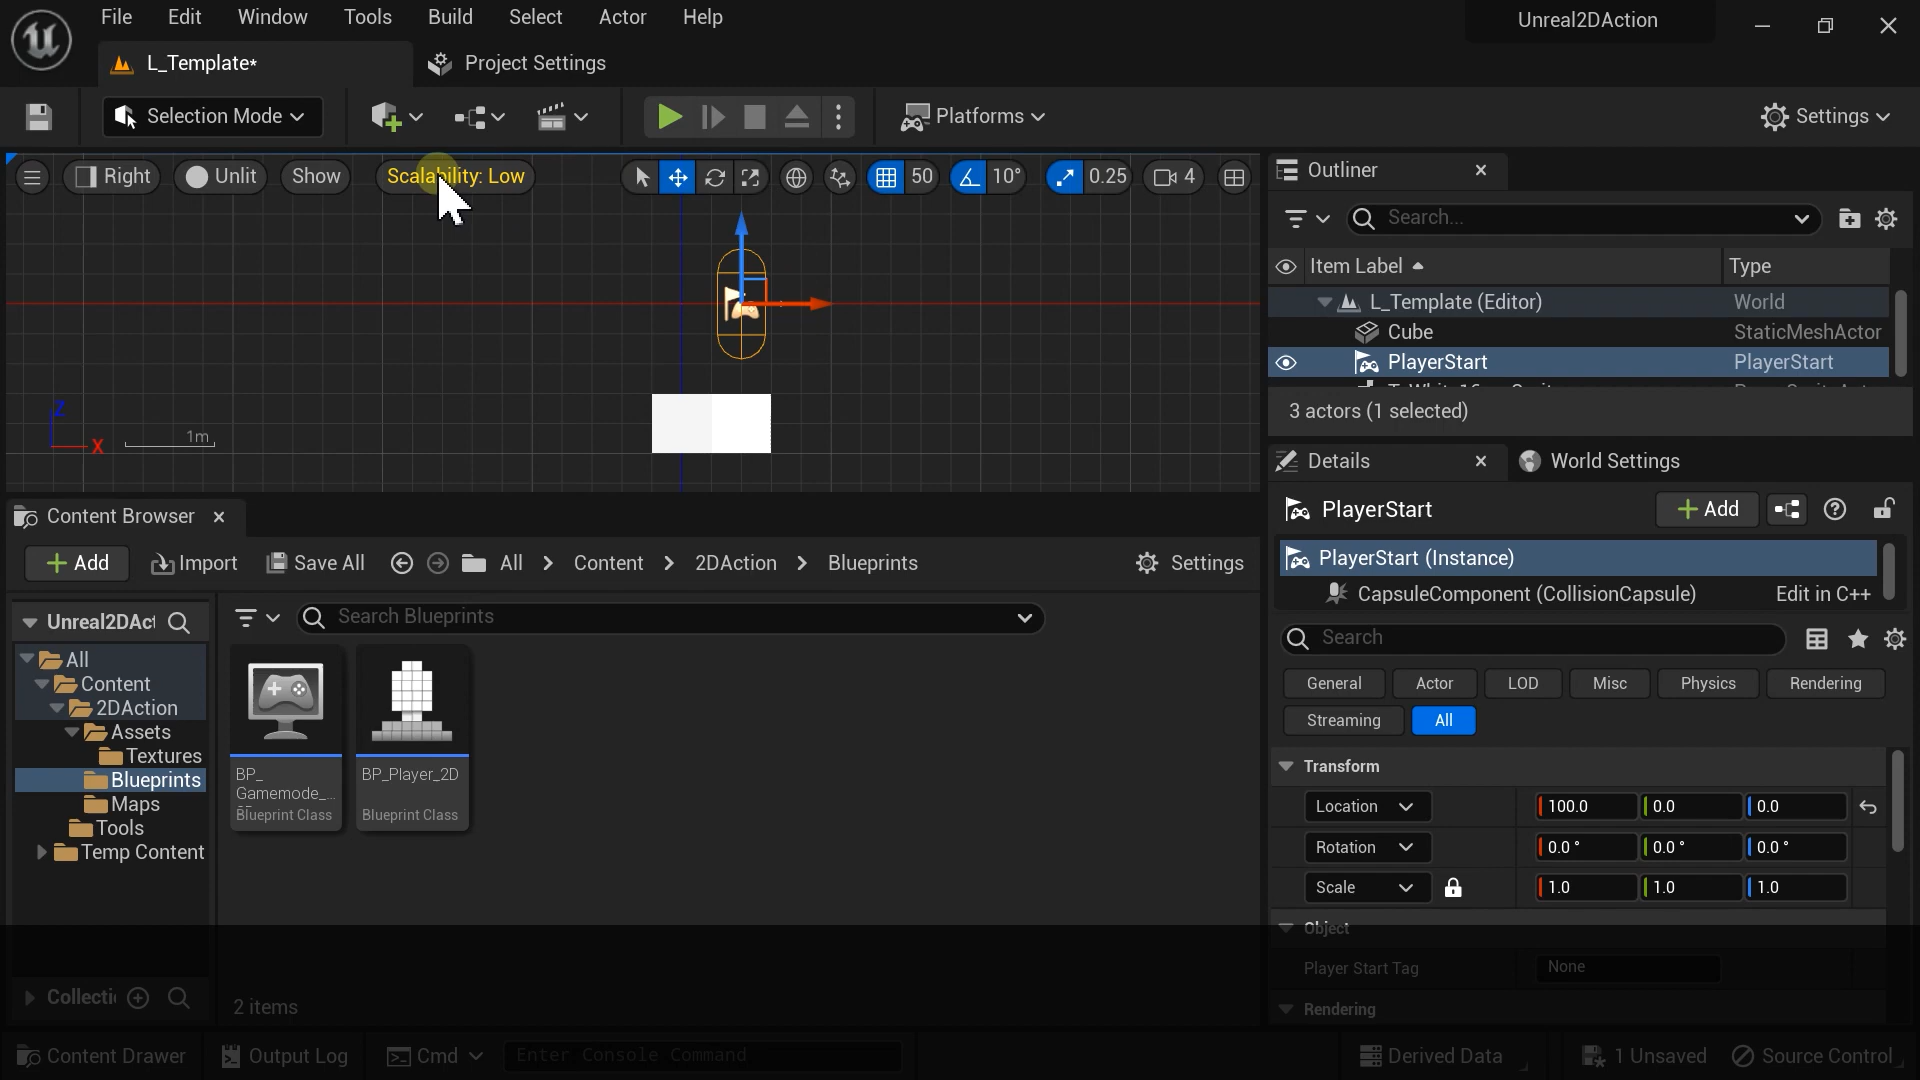 File Edit Window Tools Build Select Actor Help
Unreal2DAction
L_Template*
Project Settings
Selection Mode
Platforms
Settings
Right
Unlit
Show
Scalability: Low
50
10°
0.25
4
Z
X
1m
Outliner
Search...
Item Label
Type
L_Template (Editor)
World
Cube
StaticMeshActor
PlayerStart
PlayerStart
3 actors (1 selected)
Details
World Settings
PlayerStart
Add
PlayerStart (Instance)
CapsuleComponent (CollisionCapsule)
Edit in C++
Search
General
Actor
LOD
Misc
Physics
Rendering
Streaming
All
Transform
Location
100.0
0.0
0.0
Rotation
0.0 °
0.0 °
0.0 °
Scale
1.0
1.0
1.0
Object
Player Start Tag
None
Rendering
Content Browser
Add
Import
Save All
All
Content
2DAction
Blueprints
Settings
Unreal2DAct
Search Blueprints
All
Content
2DAction
Assets
Textures
Blueprints
Maps
Tools
Temp Content
BP_
Gamemode_...
Blueprint Class
BP_Player_2D
Blueprint Class
Collecti
2 items
Content Drawer
Output Log
Cmd
Enter Console Command
Derived Data
1 Unsaved
Source Control